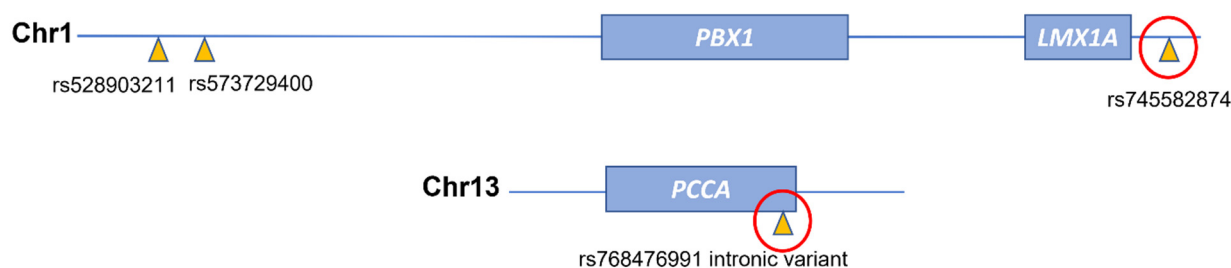 Chr1 PBX1 LMX1A
rs528903211 rs573729400 rs745582874
Chr13 PCCA
rs768476991 intronic variant